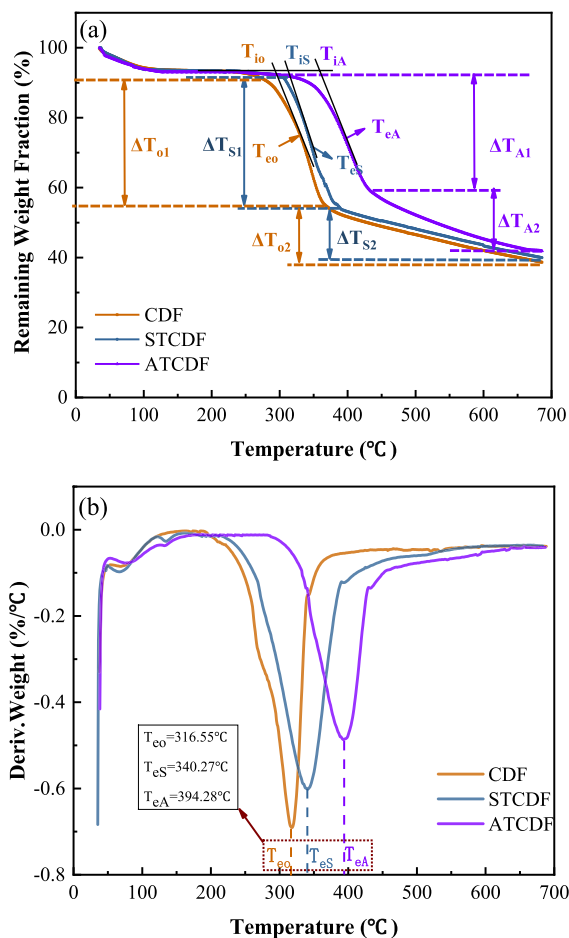 (a)
100
80
60
40
20
0
Remaining Weight Fraction (%)
T_io T_iS T_iA
ΔT_o1 ΔT_S1 T_eo T_eS T_eA ΔT_A1
ΔT_o2 ΔT_S2 ΔT_A2
CDF
STCDF
ATCDF
0 100 200 300 400 500 600 700
Temperature (℃)
(b)
0.0
-0.2
-0.4
-0.6
-0.8
Deriv.Weight (%/℃)
T_eo=316.55℃
T_eS=340.27℃
T_eA=394.28℃
CDF
STCDF
ATCDF
T_eo T_eS T_eA
0 100 200 300 400 500 600 700
Temperature (℃)